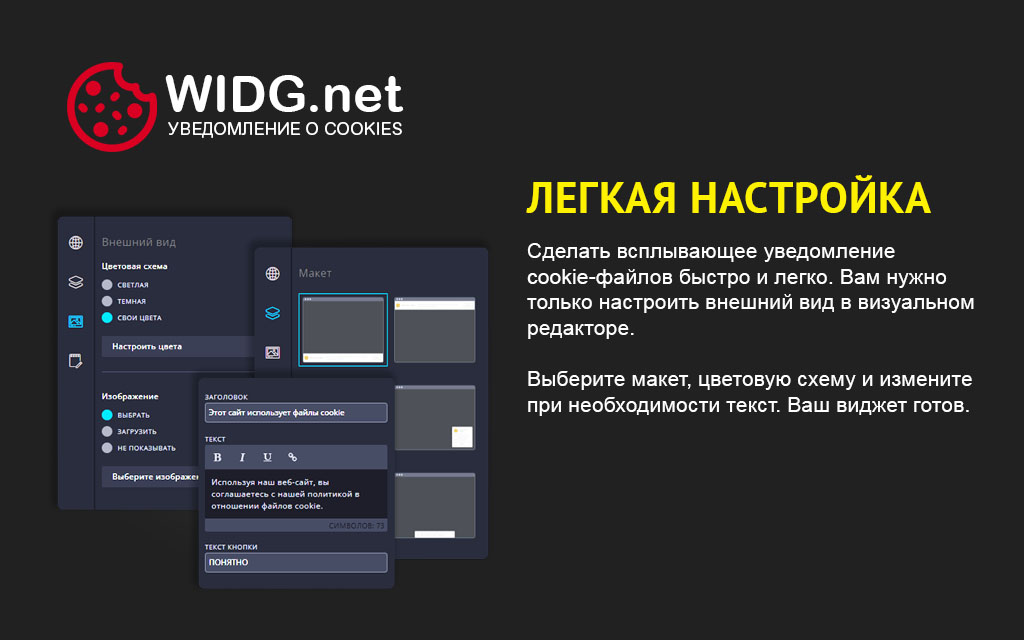 WIDG.net
УВЕДОМЛЕНИЕ О COOKIES
ЛЕГКАЯ НАСТРОЙКА
Сделать всплывающее уведомление
cookie-файлов быстро и легко. Вам нужно
только настроить внешний вид в визуальном
редакторе.
Выберите макет, цветовую схему и измените
при необходимости текст. Ваш виджет готов.
Внешний вид
Цветовая схема
СВЕТЛАЯ
ТЕМНАЯ
СВОИ ЦВЕТА
Настроить цвета
Изображение
ВЫБРАТЬ
ЗАГРУЗИТЬ
НЕ ПОКАЗЫВАТЬ
Выберите изображен
Макет
ЗАГОЛОВОК
Этот сайт использует файлы cookie
ТЕКСТ
B I U
Используя наш веб-сайт, вы
соглашаетесь с нашей политикой в
отношении файлов cookie.
СИМВОЛОВ: 73
ТЕКСТ КНОПКИ
ПОНЯТНО